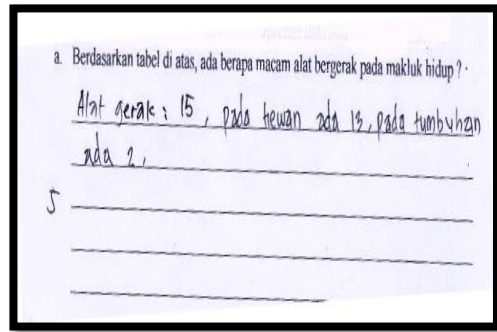 a. Berdasarkan tabel di atas, ada berapa macam alat bergerak pada makluk hidup ? .
Alat gerak : 15 , pada hewan ada 13, pada tumbuhan
ada 2,
5